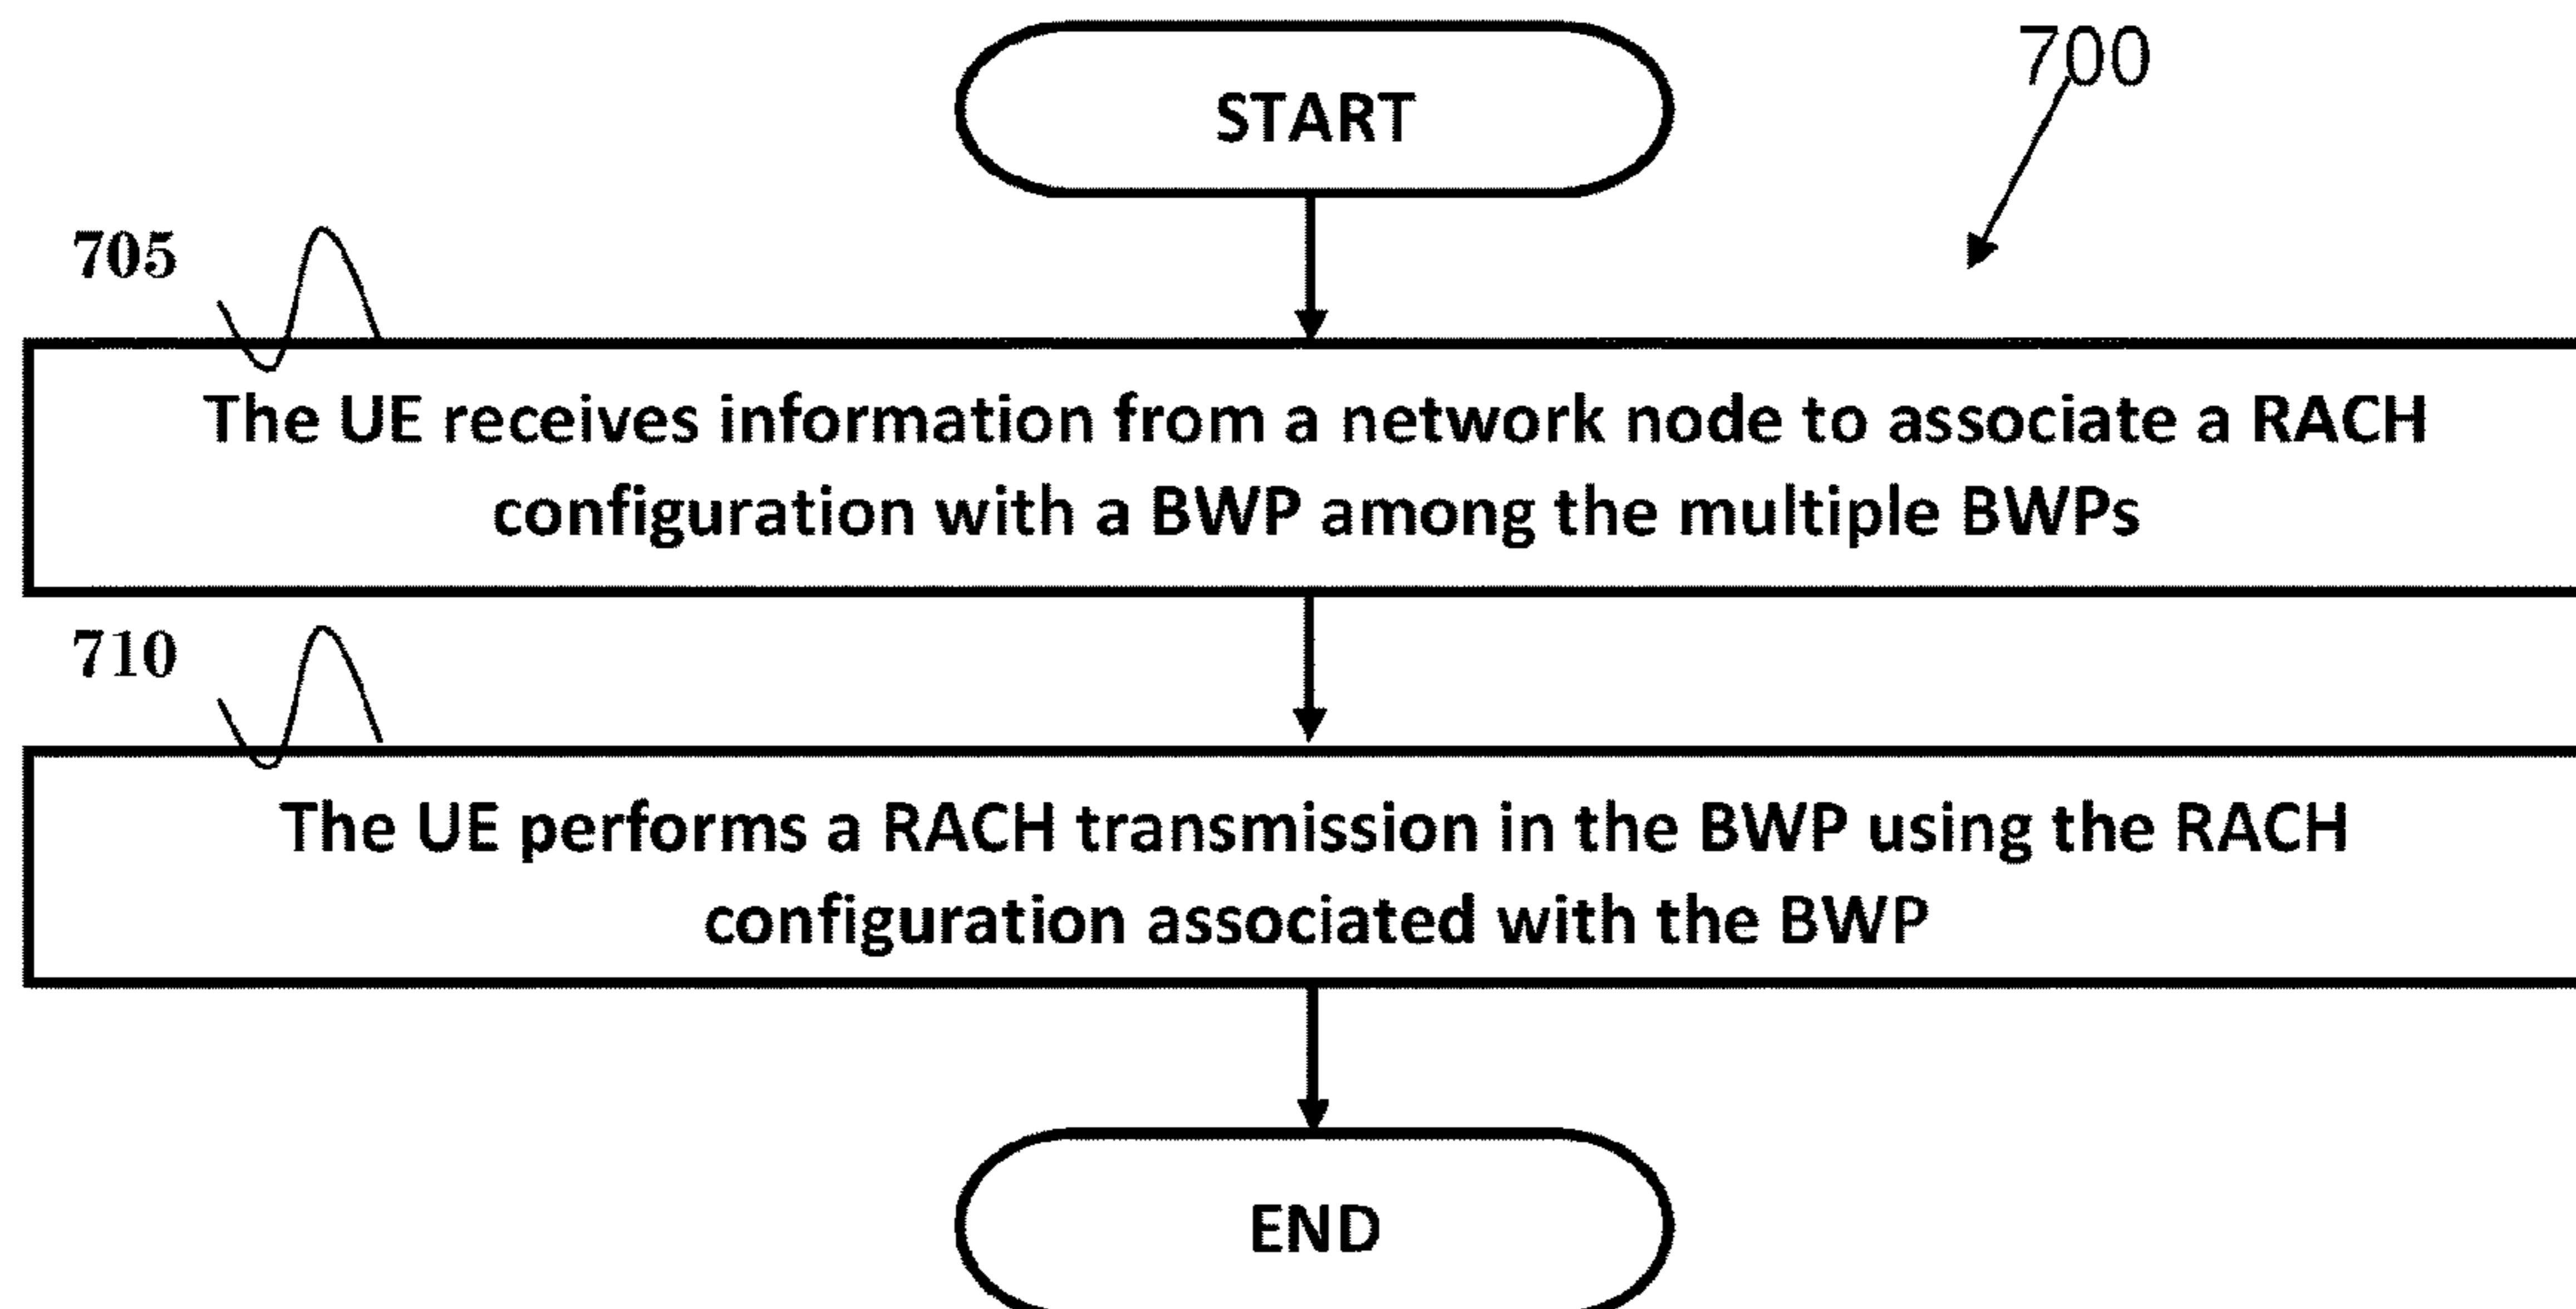 START
700
705
The UE receives information from a network node to associate a RACH
configuration with a BWP among the multiple BWPs
710
The UE performs a RACH transmission in the BWP using the RACH
configuration associated with the BWP
END